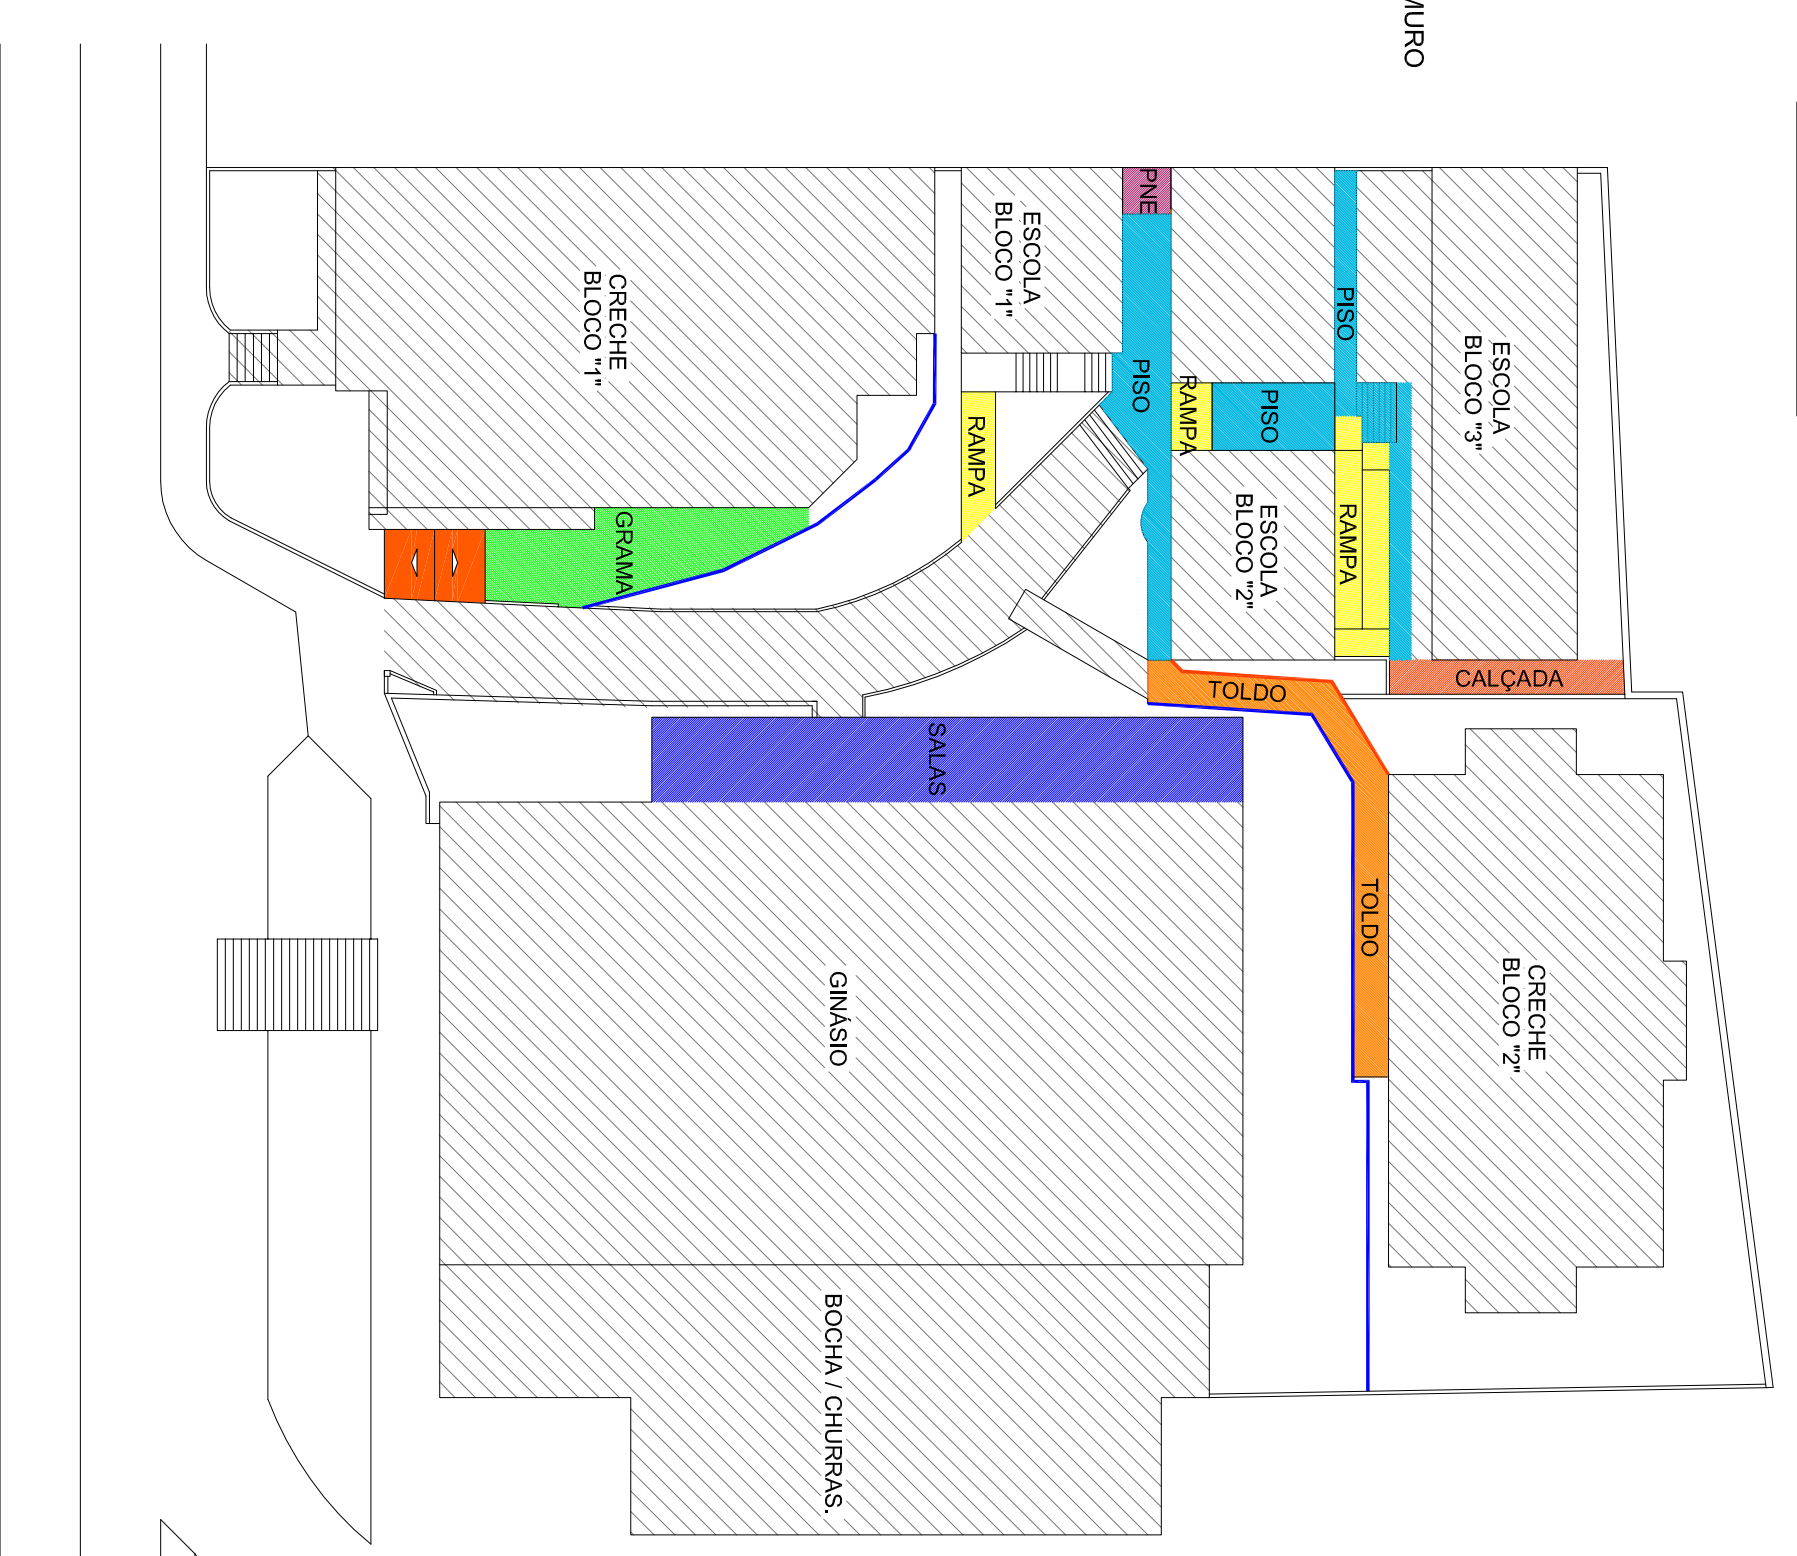 MURO
PNE
ESCOLA
BLOCO "1"
CRECHE
BLOCO "1"
PISO
ESCOLA
BLOCO "3"
PISO
RAMPA
PISO
RAMPA
ESCOLA
BLOCO "2"
RAMPA
GRAMA
CALÇADA
TOLDO
SALAS
TOLDO
GINÁSIO
CRECHE
BLOCO "2"
BOCHA / CHURRAS.